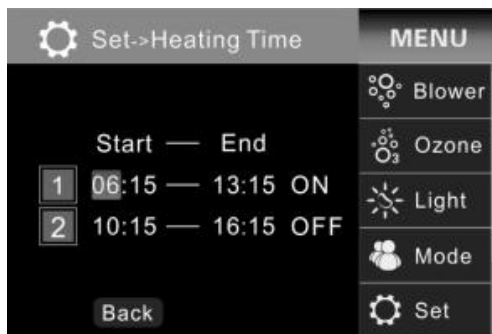 Set->Heating Time
MENU
Blower
O₃ Ozone
Light
Mode
Set
Start — End
1 06:15 — 13:15 ON
2 10:15 — 16:15 OFF
Back